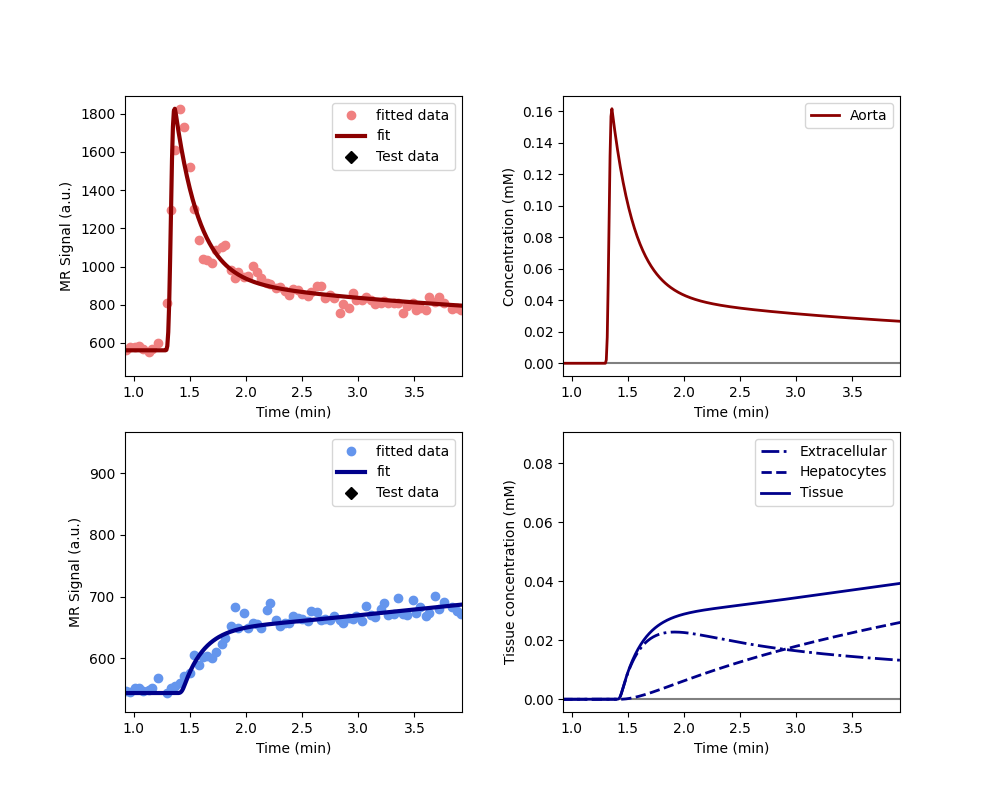 1800
1600
1400
1200
1000
800
600
MR Signal (a.u.)
1.0 1.5 2.0 2.5 3.0 3.5
Time (min)
fitted data
fit
Test data
0.16
0.14
0.12
0.10
0.08
0.06
0.04
0.02
0.00
Concentration (mM)
1.0 1.5 2.0 2.5 3.0 3.5
Time (min)
Aorta
900
800
700
600
MR Signal (a.u.)
1.0 1.5 2.0 2.5 3.0 3.5
Time (min)
fitted data
fit
Test data
0.08
0.06
0.04
0.02
0.00
Tissue concentration (mM)
1.0 1.5 2.0 2.5 3.0 3.5
Time (min)
Extracellular
Hepatocytes
Tissue